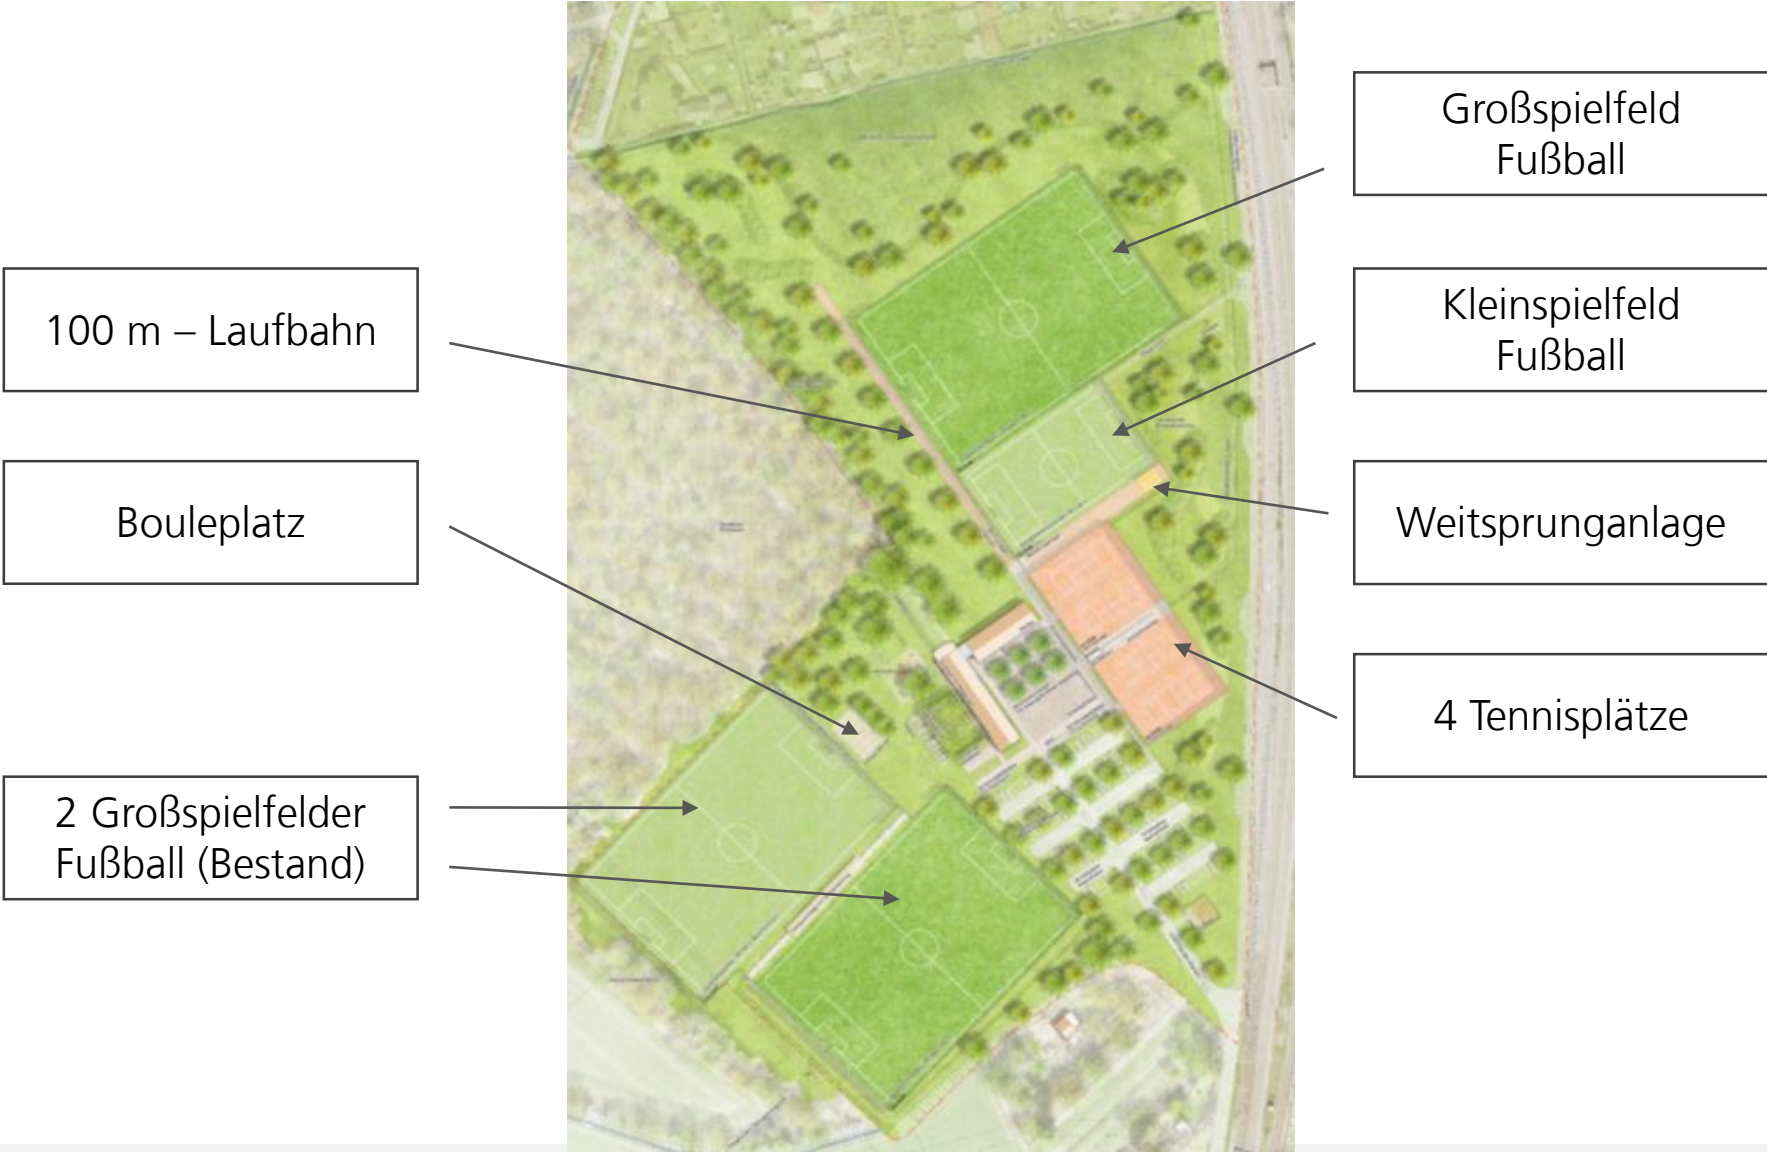 Großspielfeld
Fußball
100 m – Laufbahn
Kleinspielfeld
Fußball
Bouleplatz
Weitsprunganlage
4 Tennisplätze
2 Großspielfelder
Fußball (Bestand)